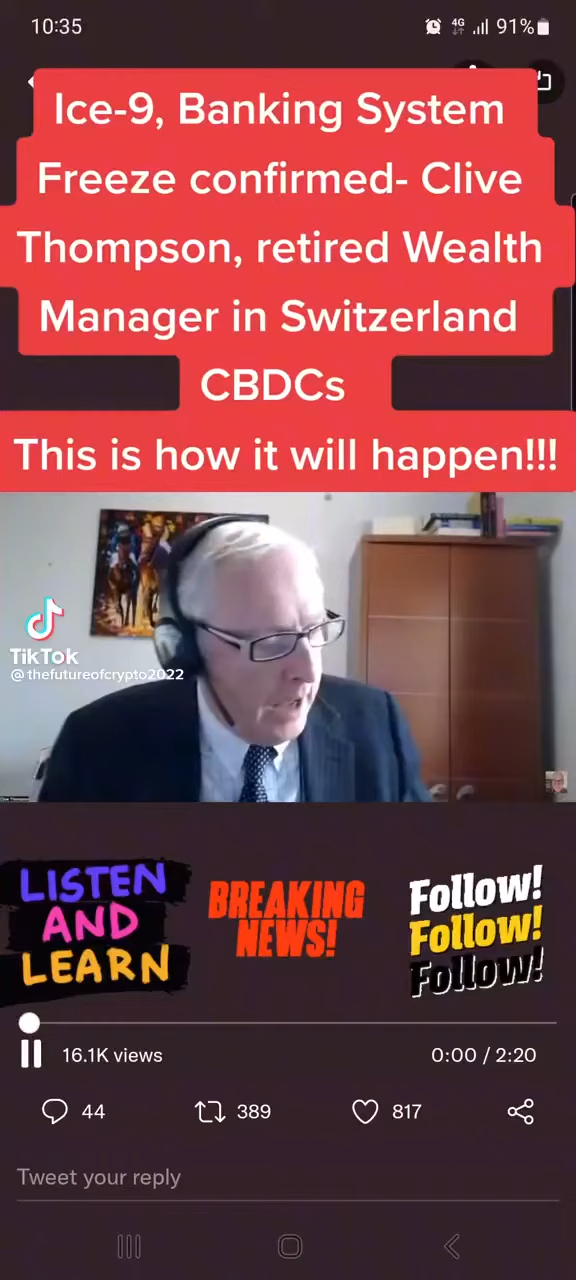 10:35
4G
91%
Ice-9, Banking System
Freeze confirmed- Clive
Thompson, retired Wealth
Manager in Switzerland
CBDCs
This is how it will happen!!!
TikTok
@thefutureofcrypto2022
LISTEN
AND
LEARN
BREAKING
NEWS!
Follow!
Follow!
Follow!
16.1K views
0:00 / 2:20
44
389
817
Tweet your reply